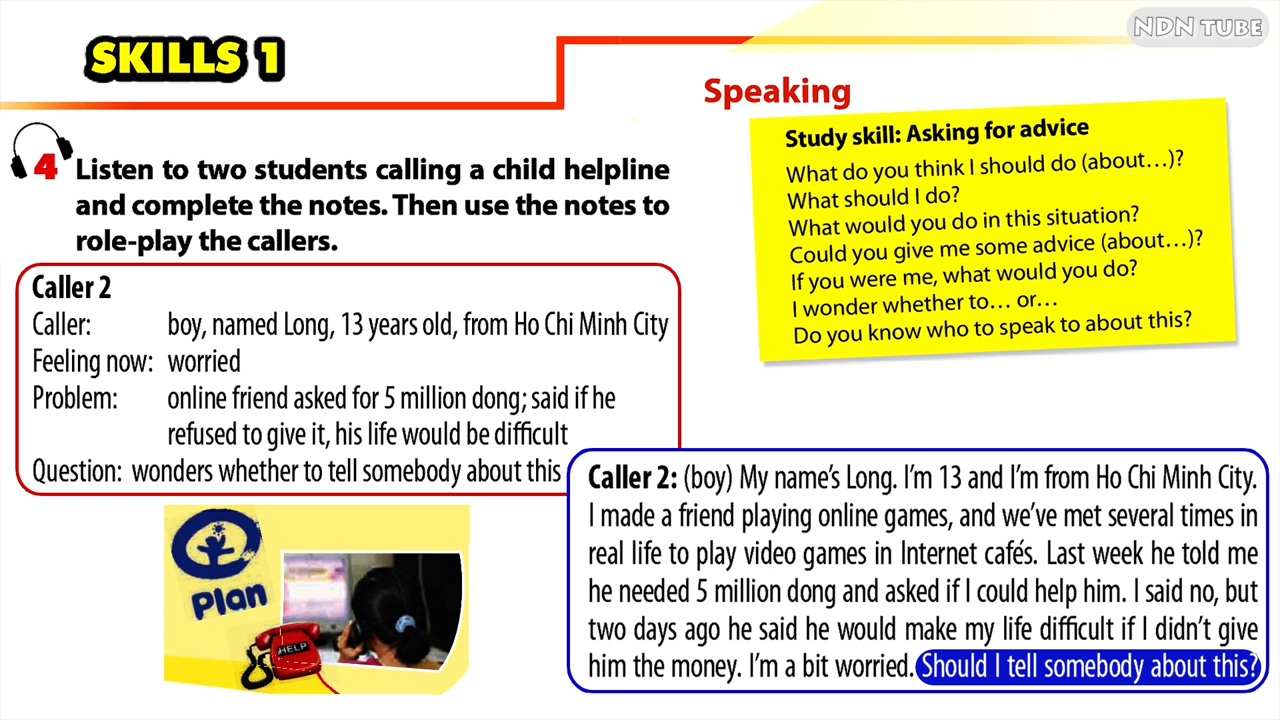 NDN TUBE
SKILLS 1
Speaking
4 Listen to two students calling a child helpline
and complete the notes. Then use the notes to
role-play the callers.
Study skill: Asking for advice
What do you think I should do (about…)?
What should I do?
What would you do in this situation?
Could you give me some advice (about…)?
If you were me, what would you do?
I wonder whether to… or…
Do you know who to speak to about this?
Caller 2
Caller: boy, named Long, 13 years old, from Ho Chi Minh City
Feeling now: worried
Problem: online friend asked for 5 million dong; said if he
refused to give it, his life would be difficult
Question: wonders whether to tell somebody about this
Plan
HELP
Caller 2: (boy) My name's Long. I'm 13 and I'm from Ho Chi Minh City.
I made a friend playing online games, and we've met several times in
real life to play video games in Internet cafés. Last week he told me
he needed 5 million dong and asked if I could help him. I said no, but
two days ago he said he would make my life difficult if I didn't give
him the money. I'm a bit worried. Should I tell somebody about this?